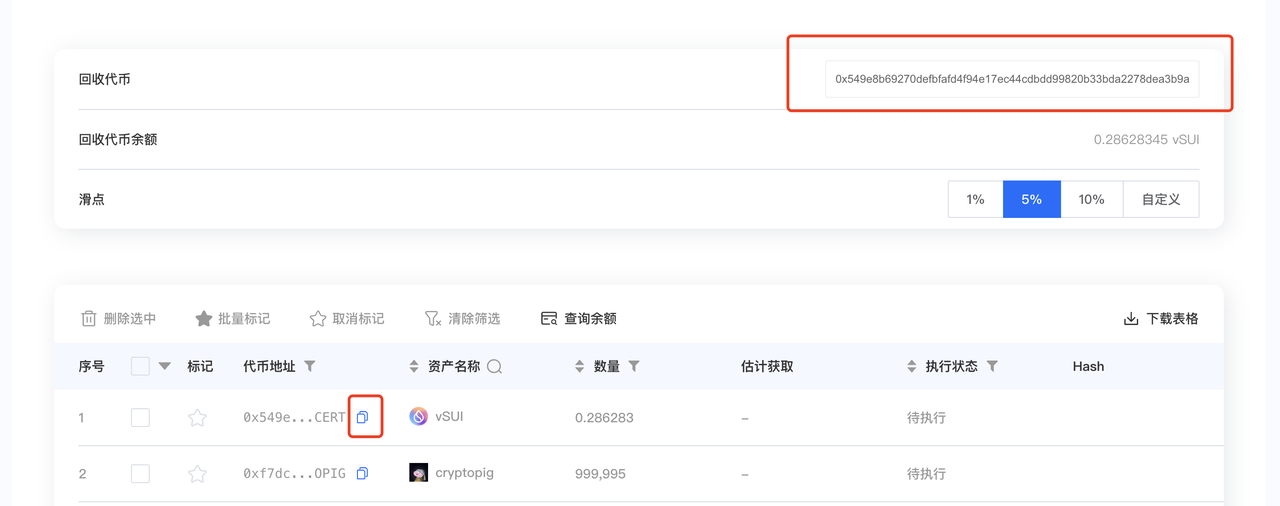 回收代币 0x549e8b69270defbfafd4f94e17ec44cdbdd99820b33bda2278dea3b9a
回收代币余额 0.28628345 vSUI
滑点 1% 5% 10% 自定义
删除选中 批量标记 取消标记 清除筛选 查询余额 下载表格
序号 标记 代币地址 资产名称 数量 估计获取 执行状态 Hash
1 0x549e...CERT vSUI 0.286283 – 待执行
2 0xf7dc...OPIG cryptopig 999,995 – 待执行